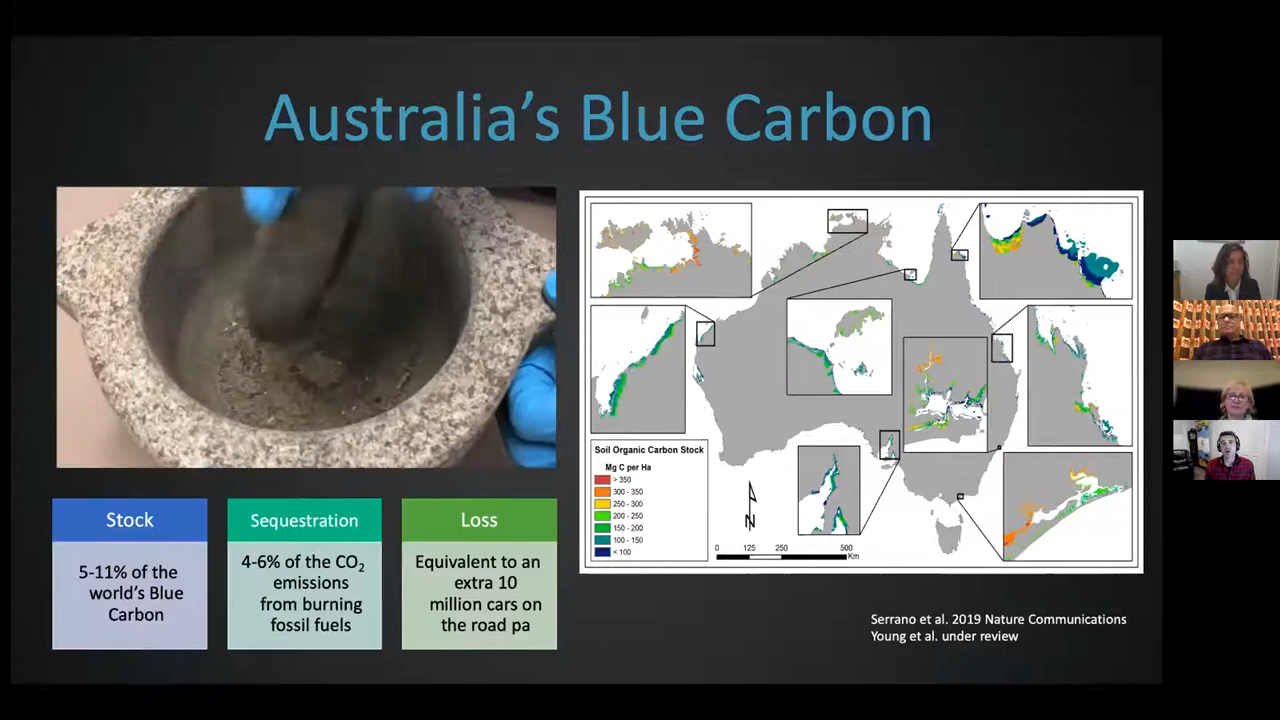 Australia's Blue Carbon
Soil Organic Carbon Stock
Mg C per Ha
> 350
300 - 350
250 - 300
200 - 250
150 - 200
100 - 150
< 100
N
0 125 250 500
Km
Stock
5-11% of the
world's Blue
Carbon
Sequestration
4-6% of the CO₂
emissions
from burning
fossil fuels
Loss
Equivalent to an
extra 10
million cars on
the road pa
Serrano et al. 2019 Nature Communications
Young et al. under review